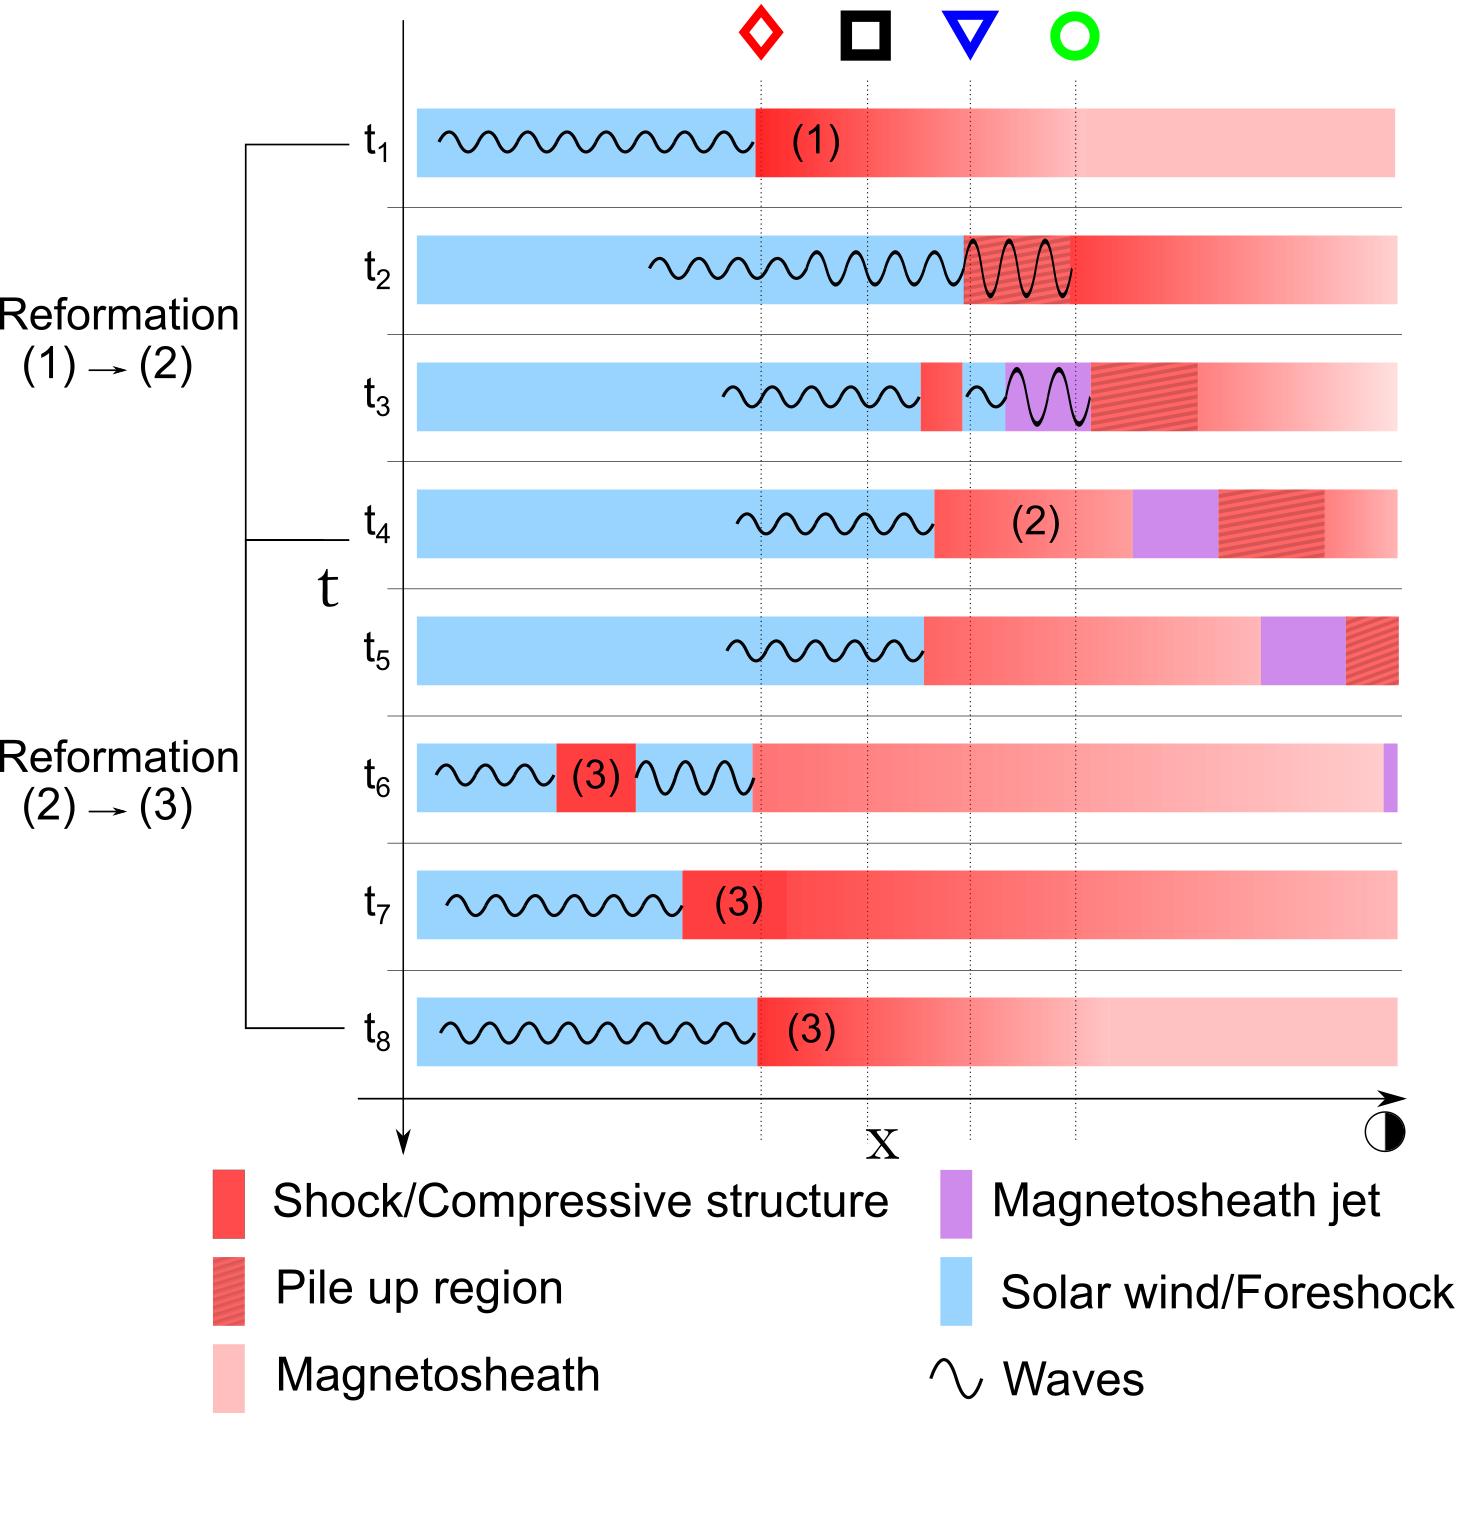 t1
(1)
t2
Reformation
(1) → (2)
t3
t4
(2)
t
t5
Reformation
(2) → (3)
t6
(3)
t7
(3)
t8
(3)
x
Shock/Compressive structure
Magnetosheath jet
Pile up region
Solar wind/Foreshock
Magnetosheath
Waves